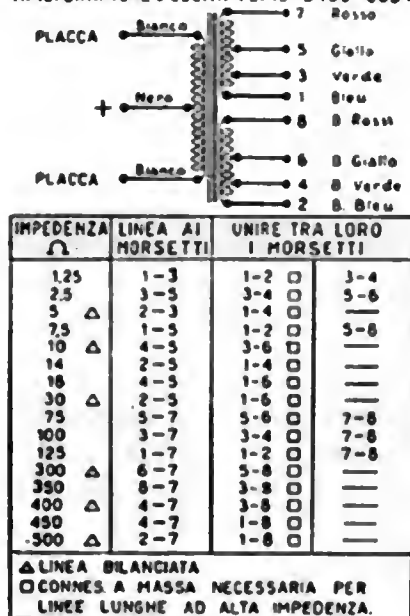 7 Rosso
PLACCA Bianco
5 Giallo
3 Verde
+ Nero
1 Bleu
8 B. Rosso
6 B. Giallo
PLACCA Bianco
4 B. Verde
2 B. Bleu
IMPEDENZA Ω LINEA AI MORSETTI UNIRE TRA LORO I MORSETTI
1,25 1-3 1-2 □ 3-4
2,5 3-5 3-4 □ 5-6
5 △ 2-3 1-4 □ —
7,5 1-5 1-2 □ 5-6
10 △ 4-5 3-6 □ —
14 2-5 1-4 □ —
18 4-5 1-6 □ —
30 △ 2-5 1-6 □ —
75 5-7 5-6 □ 7-8
100 3-7 3-4 □ 7-8
125 1-7 1-2 □ 7-8
300 △ 6-7 5-8 □ —
350 8-7 3-8 □ —
400 △ 4-7 3-8 □ —
450 4-7 1-8 □ —
500 △ 2-7 1-8 □ —
△ LINEA BILANCIATA
□ CONNES. A MASSA NECESSARIA PER
LINEE LUNGHE AD ALTA IMPEDENZA.